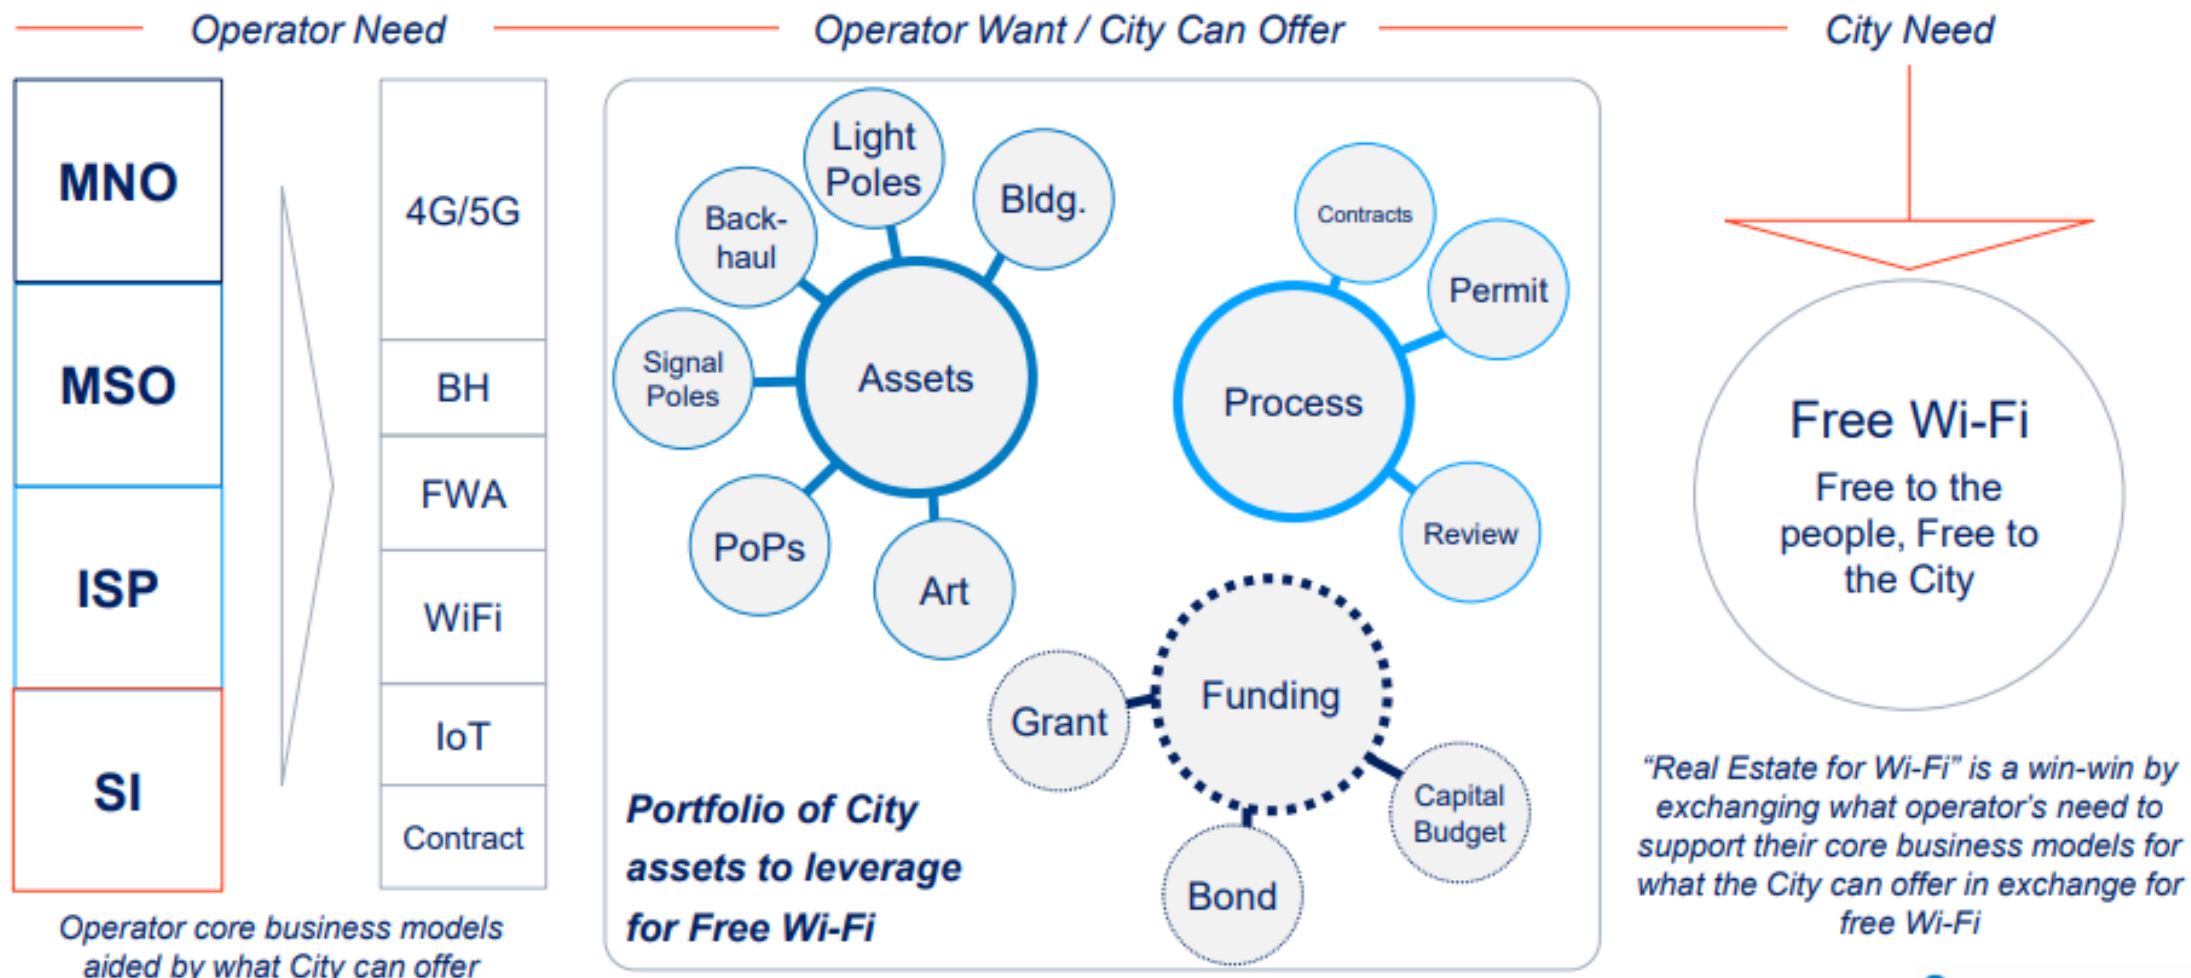 Operator Need
Operator Want / City Can Offer
City Need
MNO
MSO
ISP
SI
4G/5G
BH
FWA
WiFi
IoT
Contract
Operator core business models
aided by what City can offer
Light
Poles
Bldg.
Back-
haul
Signal
Poles
Assets
PoPs
Art
Contracts
Permit
Process
Review
Funding
Grant
Capital
Budget
Bond
Portfolio of City
assets to leverage
for Free Wi-Fi
Free Wi-Fi
Free to the
people, Free to
the City
“Real Estate for Wi-Fi” is a win-win by
exchanging what operator’s need to
support their core business models for
what the City can offer in exchange for
free Wi-Fi